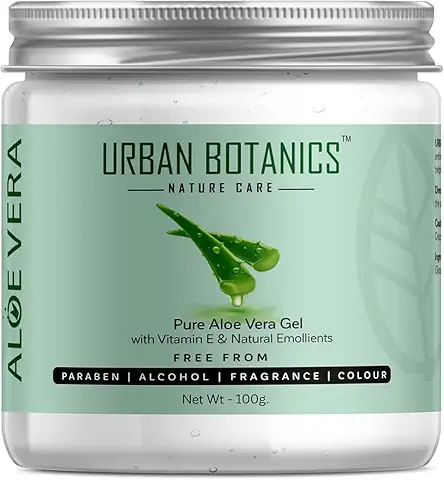 ALOE VERA
URBAN BOTANICS™
NATURE CARE
Pure Aloe Vera Gel
with Vitamin E & Natural Emollients
FREE FROM
PARABEN | ALCOHOL | FRAGRANCE | COLOUR
Net Wt - 100g.